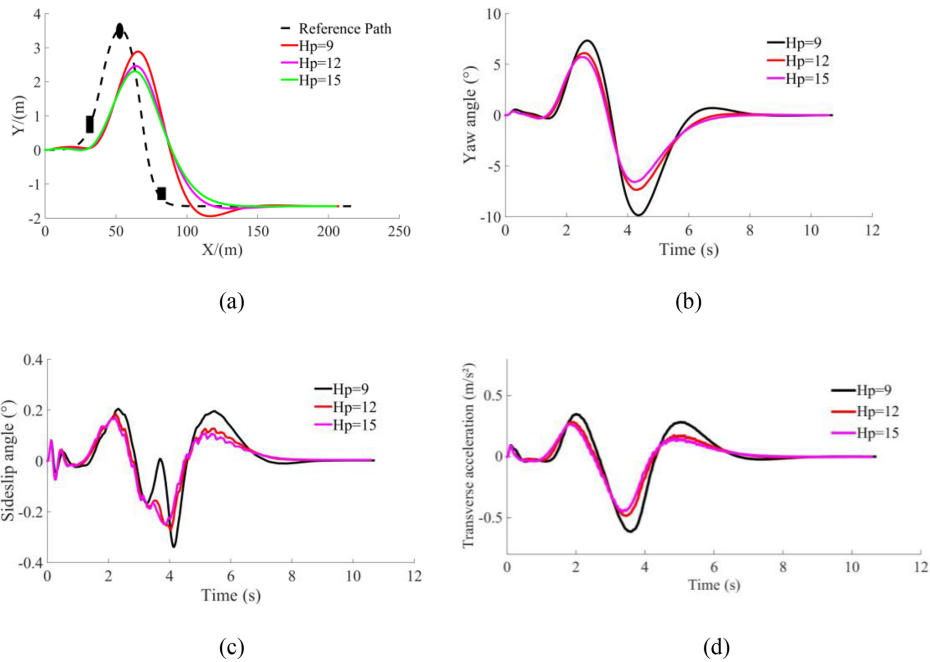 4
3
2
1
0
-1
-2
0 50 100 150 200 250
Y/(m)
X/(m)
Reference Path
Hp=9
Hp=12
Hp=15
(a)
10
5
0
-5
-10
0 2 4 6 8 10 12
Yaw angle (°)
Time (s)
Hp=9
Hp=12
Hp=15
(b)
0.4
0.2
0
-0.2
-0.4
0 2 4 6 8 10 12
Sideslip angle (°)
Time (s)
Hp=9
Hp=12
Hp=15
(c)
0.5
0
-0.5
0 2 4 6 8 10 12
Transverse acceleration (m/s²)
Time (s)
Hp=9
Hp=12
Hp=15
(d)